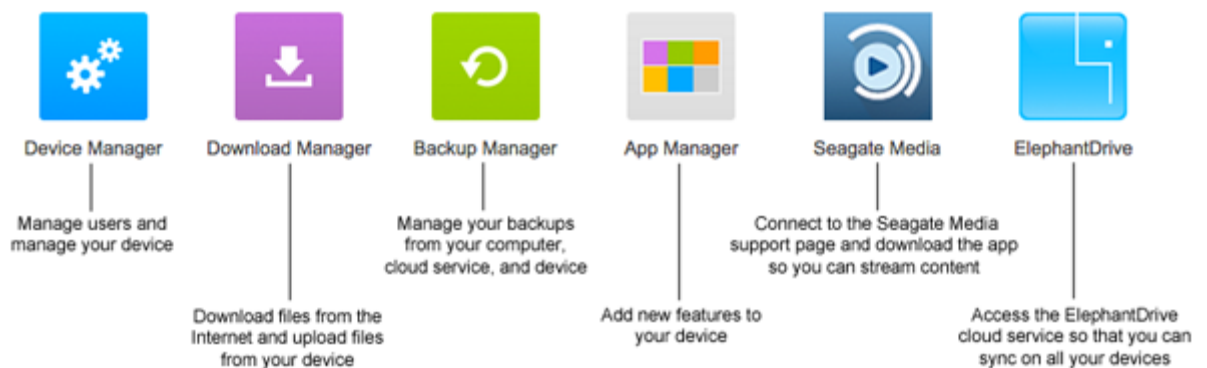 Device Manager
Download Manager
Backup Manager
App Manager
Seagate Media
ElephantDrive
Manage users and
manage your device
Download files from the
Internet and upload files
from your device
Manage your backups
from your computer,
cloud service, and device
Add new features to
your device
Connect to the Seagate Media
support page and download the app
so you can stream content
Access the ElephantDrive
cloud service so that you can
sync on all your devices